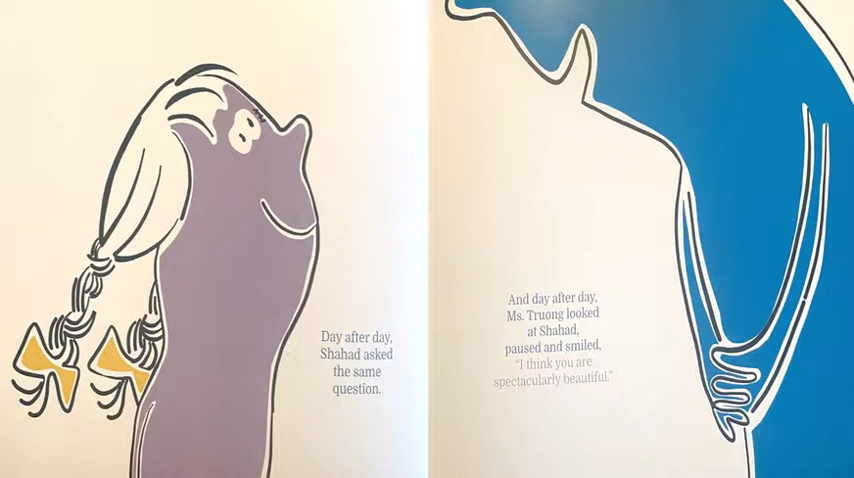 Day after day,
Shahad asked
the same
question.
And day after day,
Ms. Truong looked
at Shahad,
paused and smiled,
“I think you are
spectacularly beautiful.”